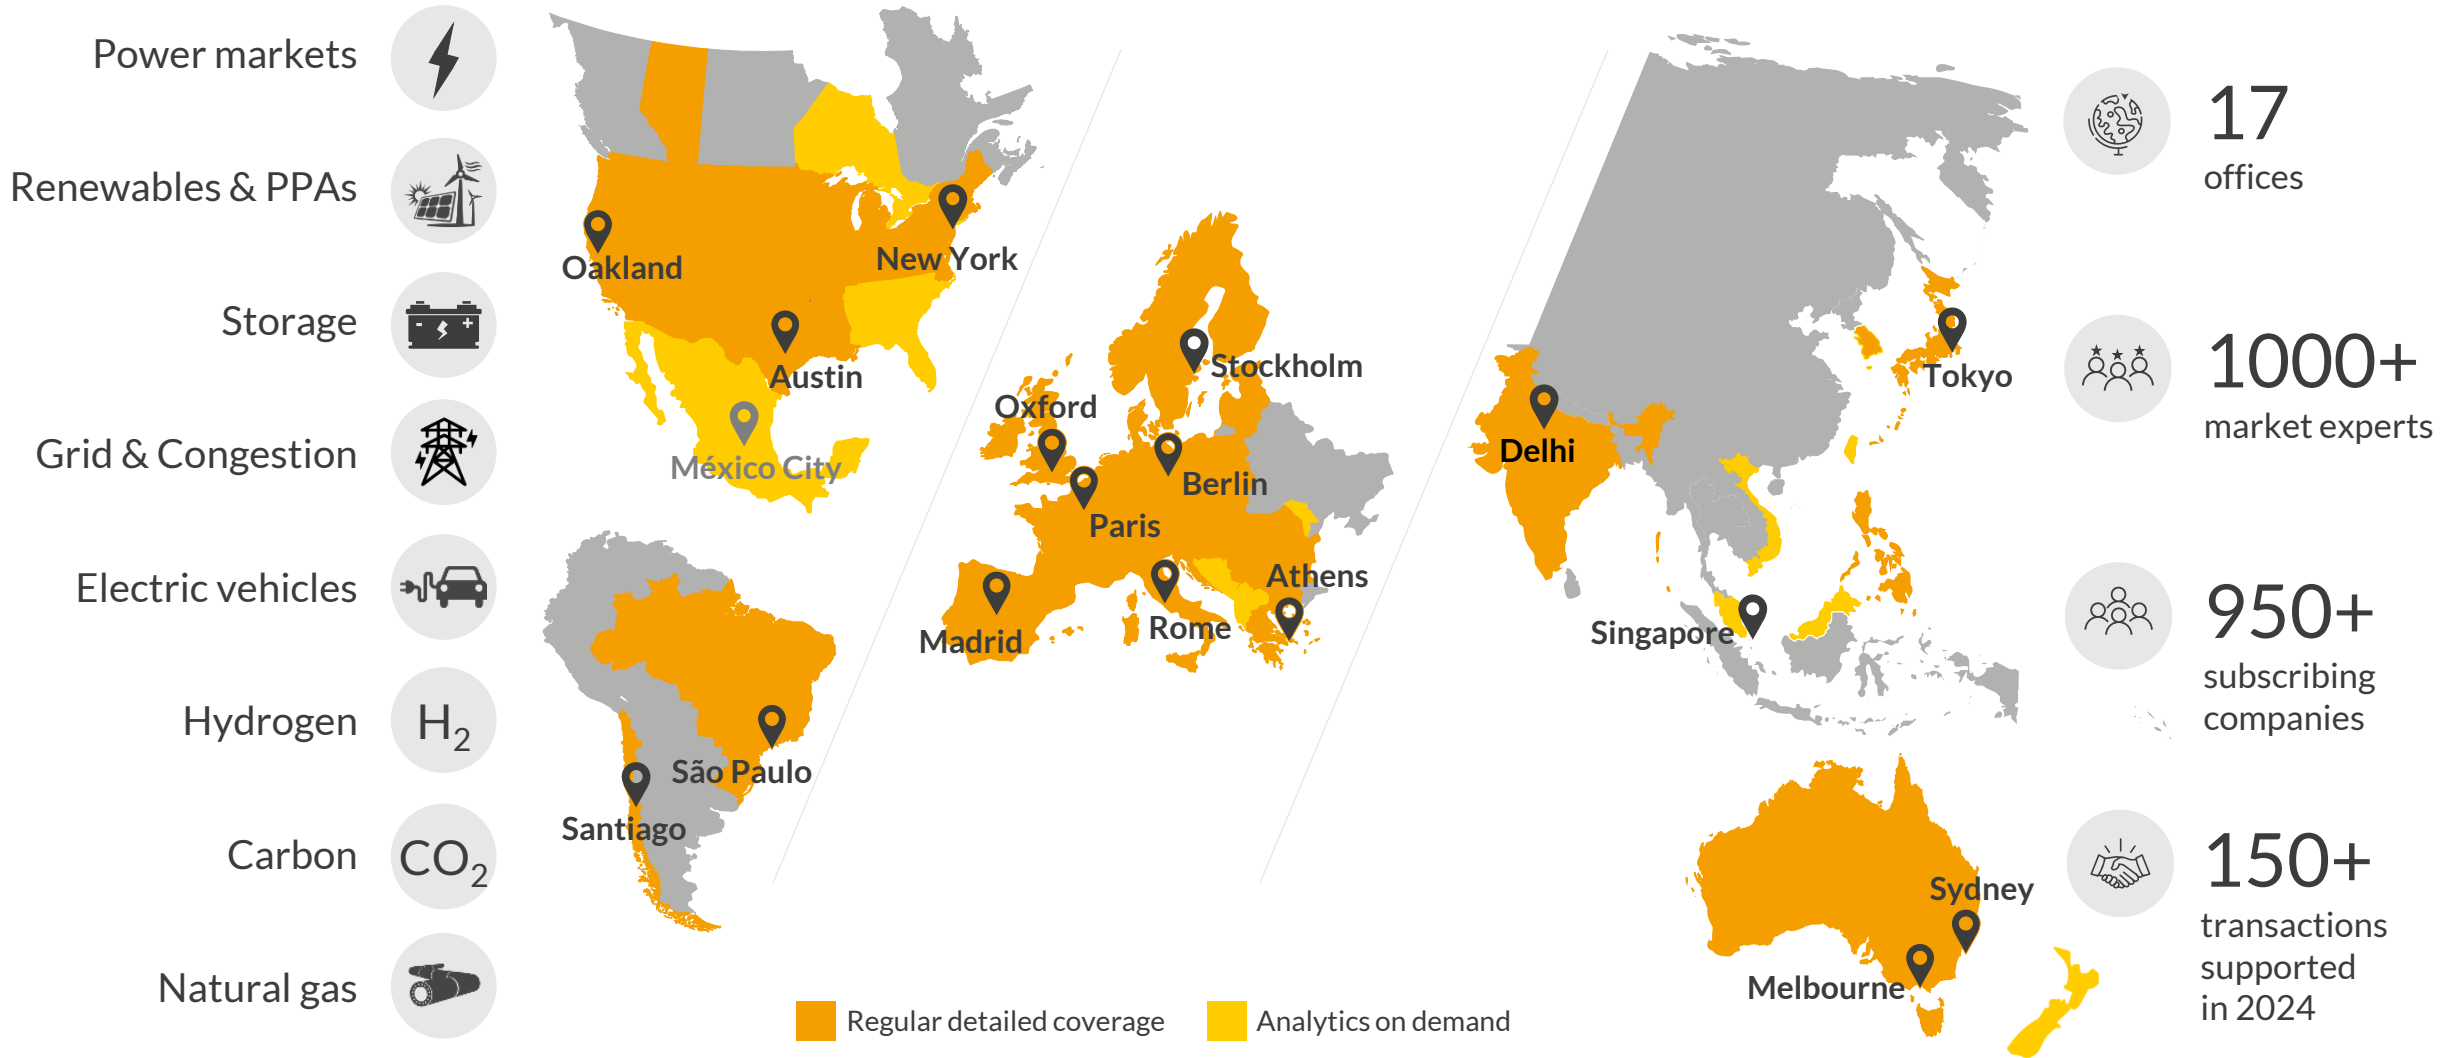 Power markets
Renewables & PPAs
Storage
Grid & Congestion
Electric vehicles
Hydrogen
H₂
Carbon
CO₂
Natural gas
Oakland
New York
Austin
México City
São Paulo
Santiago
Stockholm
Oxford
Berlin
Paris
Athens
Madrid
Rome
Delhi
Tokyo
Singapore
Sydney
Melbourne
Regular detailed coverage
Analytics on demand
17
offices
1000+
market experts
950+
subscribing
companies
150+
transactions
supported
in 2024